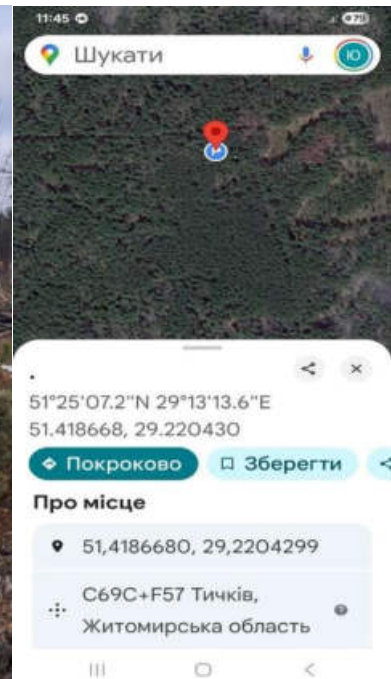 11:45
79
Шукати
Ю
.
51°25'07.2"N 29°13'13.6"E
51.418668, 29.220430
Покроково
Зберегти
Про місце
51,4186680, 29,2204299
C69C+F57 Тичків,
Житомирська область